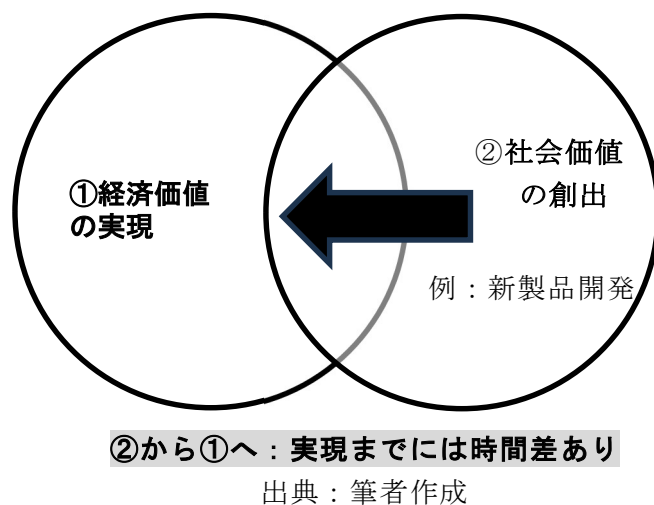 ①経済価値
の実現
②社会価値
の創出
例：新製品開発
②から①へ：実現までには時間差あり
出典：筆者作成